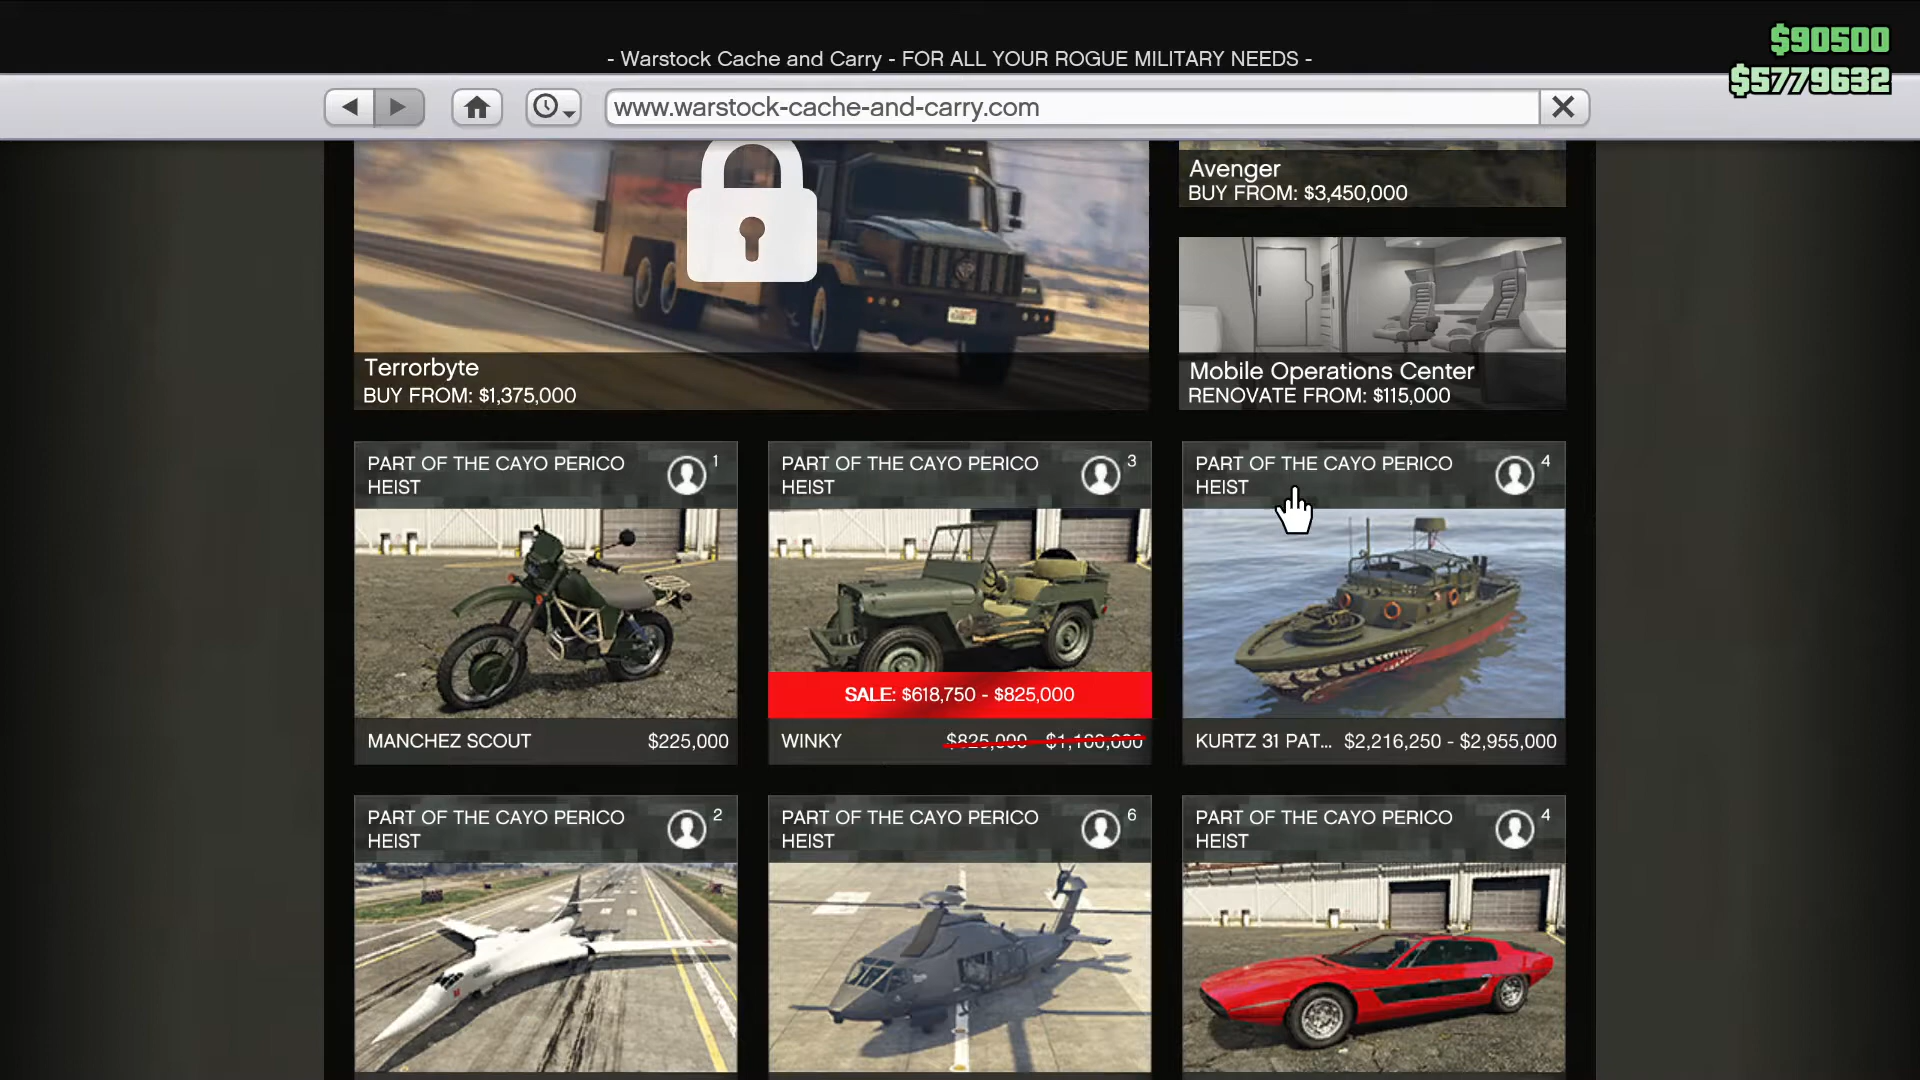 $90500
- Warstock Cache and Carry - FOR ALL YOUR ROGUE MILITARY NEEDS -
$5779632
www.warstock-cache-and-carry.com
Avenger
BUY FROM: $3,450,000
Terrorbyte
BUY FROM: $1,375,000
Mobile Operations Center
RENOVATE FROM: $115,000
PART OF THE CAYO PERICO
HEIST
1
PART OF THE CAYO PERICO
HEIST
3
PART OF THE CAYO PERICO
HEIST
4
SALE: $618,750 - $825,000
MANCHEZ SCOUT $225,000
WINKY $825,000 - $1,100,000
KURTZ 31 PAT... $2,216,250 - $2,955,000
PART OF THE CAYO PERICO
HEIST
2
PART OF THE CAYO PERICO
HEIST
6
PART OF THE CAYO PERICO
HEIST
4